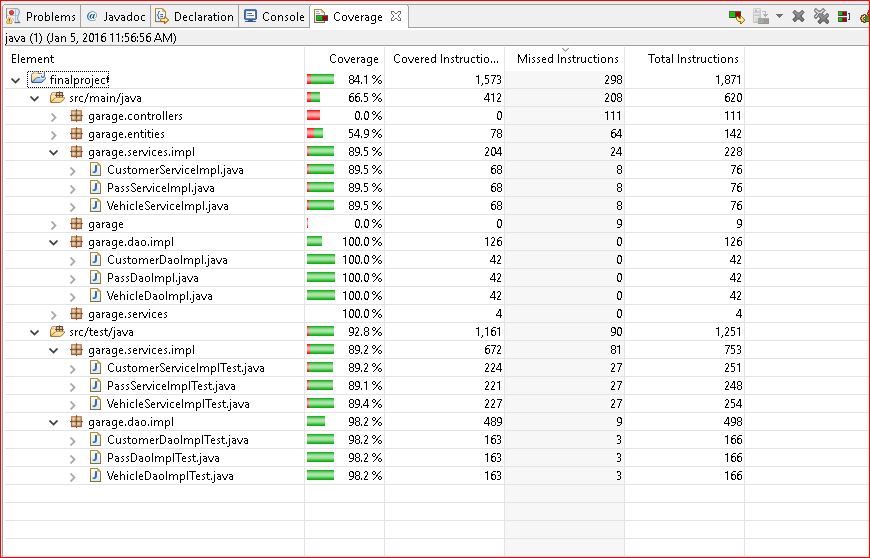 Problems @ Javadoc Declaration Console Coverage
java (1) (Jan 5, 2016 11:56:56 AM)
Element Coverage Covered Instructio... Missed Instructions Total Instructions
finalproject 84.1 % 1,573 298 1,871
src/main/java 66.5 % 412 208 620
garage.controllers 0.0 % 0 111 111
garage.entities 54.9 % 78 64 142
garage.services.impl 89.5 % 204 24 228
CustomerServiceImpl.java 89.5 % 68 8 76
PassServiceImpl.java 89.5 % 68 8 76
VehicleServiceImpl.java 89.5 % 68 8 76
garage 0.0 % 0 9 9
garage.dao.impl 100.0 % 126 0 126
CustomerDaoImpl.java 100.0 % 42 0 42
PassDaoImpl.java 100.0 % 42 0 42
VehicleDaoImpl.java 100.0 % 42 0 42
garage.services 100.0 % 4 0 4
src/test/java 92.8 % 1,161 90 1,251
garage.services.impl 89.2 % 672 81 753
CustomerServiceImplTest.java 89.2 % 224 27 251
PassServiceImplTest.java 89.1 % 221 27 248
VehicleServiceImplTest.java 89.4 % 227 27 254
garage.dao.impl 98.2 % 489 9 498
CustomerDaoImplTest.java 98.2 % 163 3 166
PassDaoImplTest.java 98.2 % 163 3 166
VehicleDaoImplTest.java 98.2 % 163 3 166